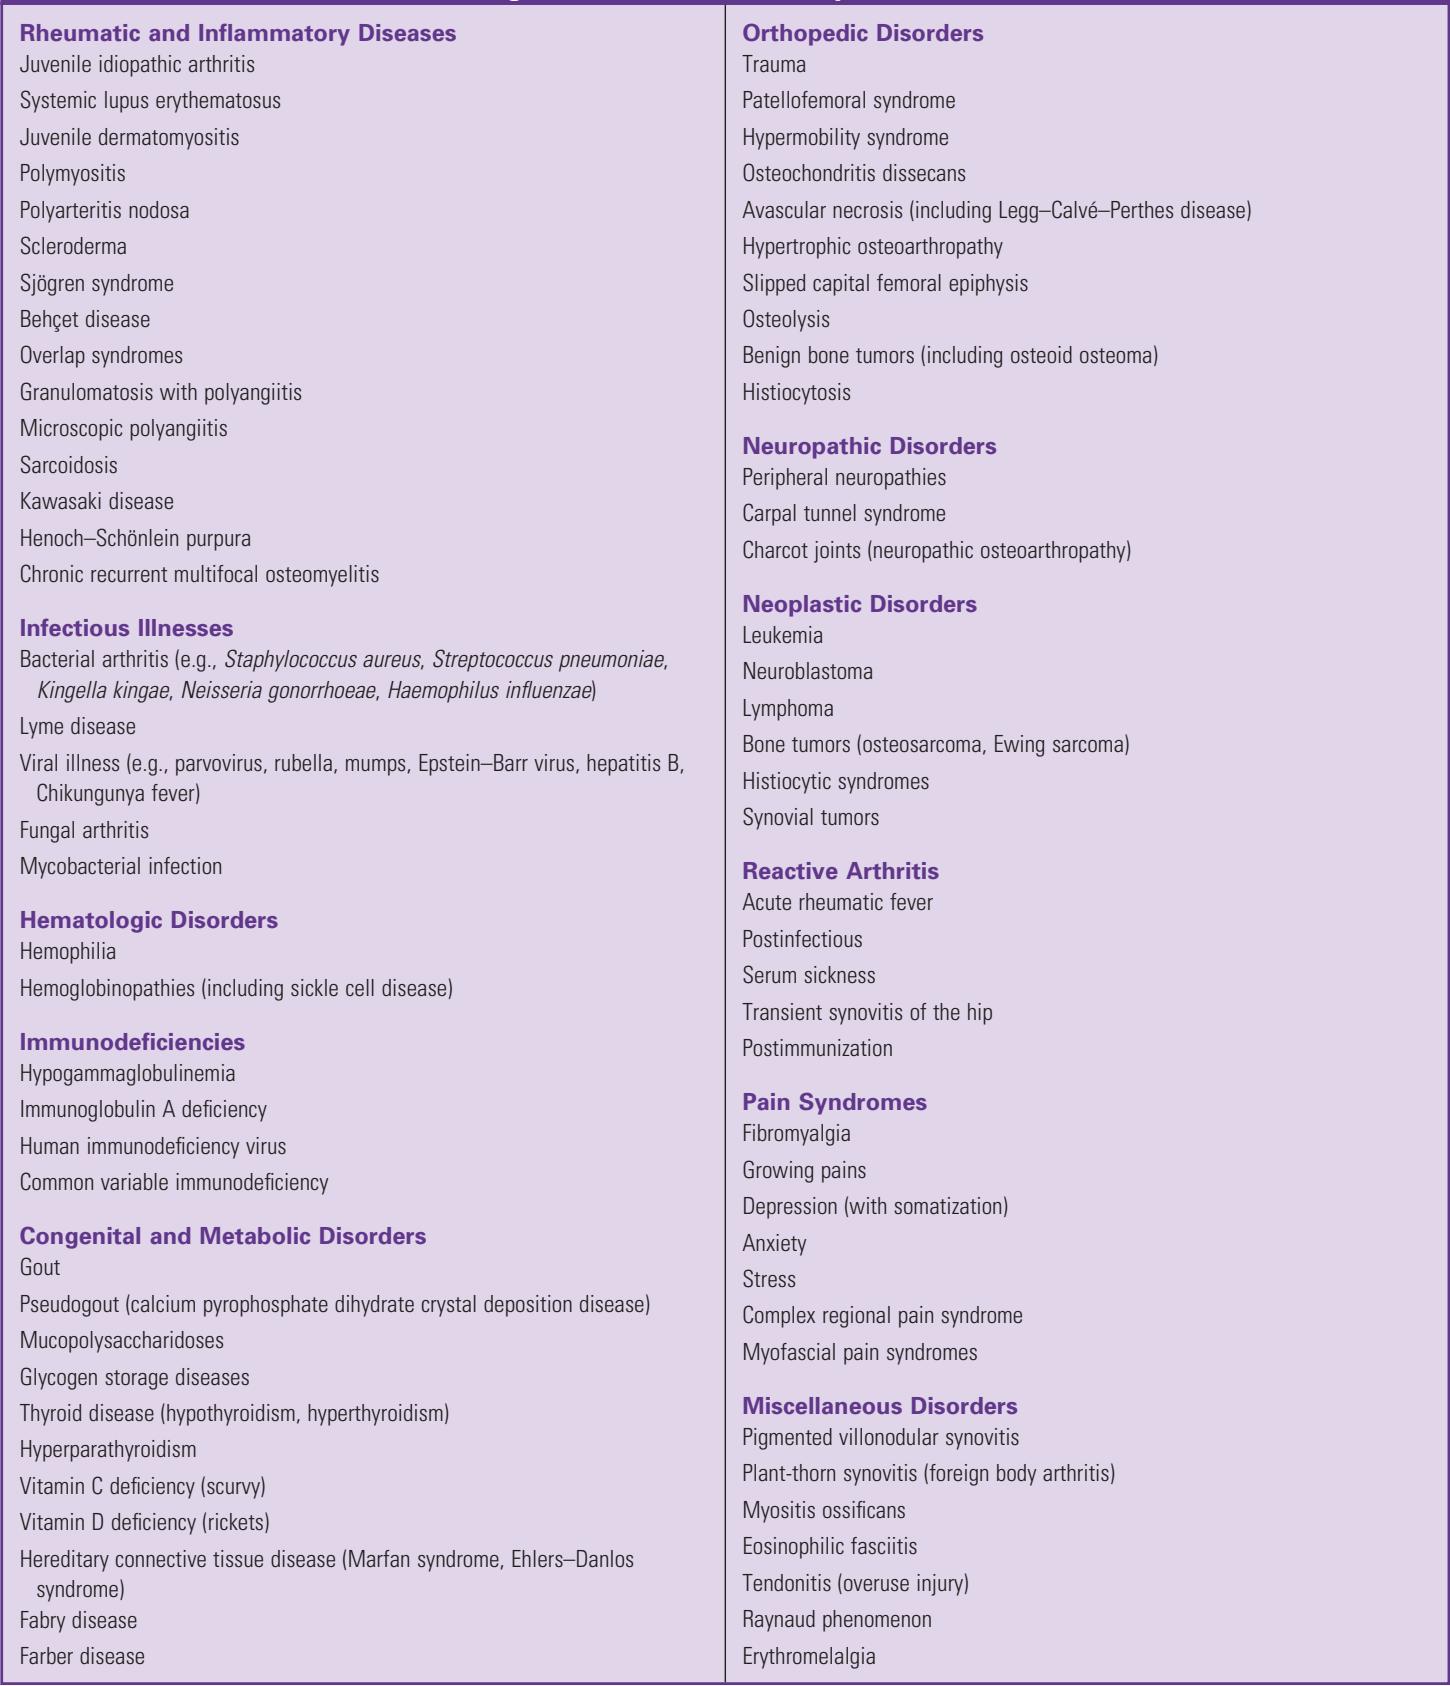 Rheumatic and Inflammatory Diseases
Juvenile idiopathic arthritis
Systemic lupus erythematosus
Juvenile dermatomyositis
Polymyositis
Polyarteritis nodosa
Scleroderma
Sjögren syndrome
Behçet disease
Overlap syndromes
Granulomatosis with polyangiitis
Microscopic polyangiitis
Sarcoidosis
Kawasaki disease
Henoch–Schönlein purpura
Chronic recurrent multifocal osteomyelitis
Infectious Illnesses
Bacterial arthritis (e.g., Staphylococcus aureus, Streptococcus pneumoniae,
Kingella kingae, Neisseria gonorrhoeae, Haemophilus influenzae)
Lyme disease
Viral illness (e.g., parvovirus, rubella, mumps, Epstein–Barr virus, hepatitis B,
Chikungunya fever)
Fungal arthritis
Mycobacterial infection
Hematologic Disorders
Hemophilia
Hemoglobinopathies (including sickle cell disease)
Immunodeficiencies
Hypogammaglobulinemia
Immunoglobulin A deficiency
Human immunodeficiency virus
Common variable immunodeficiency
Congenital and Metabolic Disorders
Gout
Pseudogout (calcium pyrophosphate dihydrate crystal deposition disease)
Mucopolysaccharidoses
Glycogen storage diseases
Thyroid disease (hypothyroidism, hyperthyroidism)
Hyperparathyroidism
Vitamin C deficiency (scurvy)
Vitamin D deficiency (rickets)
Hereditary connective tissue disease (Marfan syndrome, Ehlers–Danlos
syndrome)
Fabry disease
Farber disease
Orthopedic Disorders
Trauma
Patellofemoral syndrome
Hypermobility syndrome
Osteochondritis dissecans
Avascular necrosis (including Legg–Calvé–Perthes disease)
Hypertrophic osteoarthropathy
Slipped capital femoral epiphysis
Osteolysis
Benign bone tumors (including osteoid osteoma)
Histiocytosis
Neuropathic Disorders
Peripheral neuropathies
Carpal tunnel syndrome
Charcot joints (neuropathic osteoarthropathy)
Neoplastic Disorders
Leukemia
Neuroblastoma
Lymphoma
Bone tumors (osteosarcoma, Ewing sarcoma)
Histiocytic syndromes
Synovial tumors
Reactive Arthritis
Acute rheumatic fever
Postinfectious
Serum sickness
Transient synovitis of the hip
Postimmunization
Pain Syndromes
Fibromyalgia
Growing pains
Depression (with somatization)
Anxiety
Stress
Complex regional pain syndrome
Myofascial pain syndromes
Miscellaneous Disorders
Pigmented villonodular synovitis
Plant-thorn synovitis (foreign body arthritis)
Myositis ossificans
Eosinophilic fasciitis
Tendonitis (overuse injury)
Raynaud phenomenon
Erythromelalgia